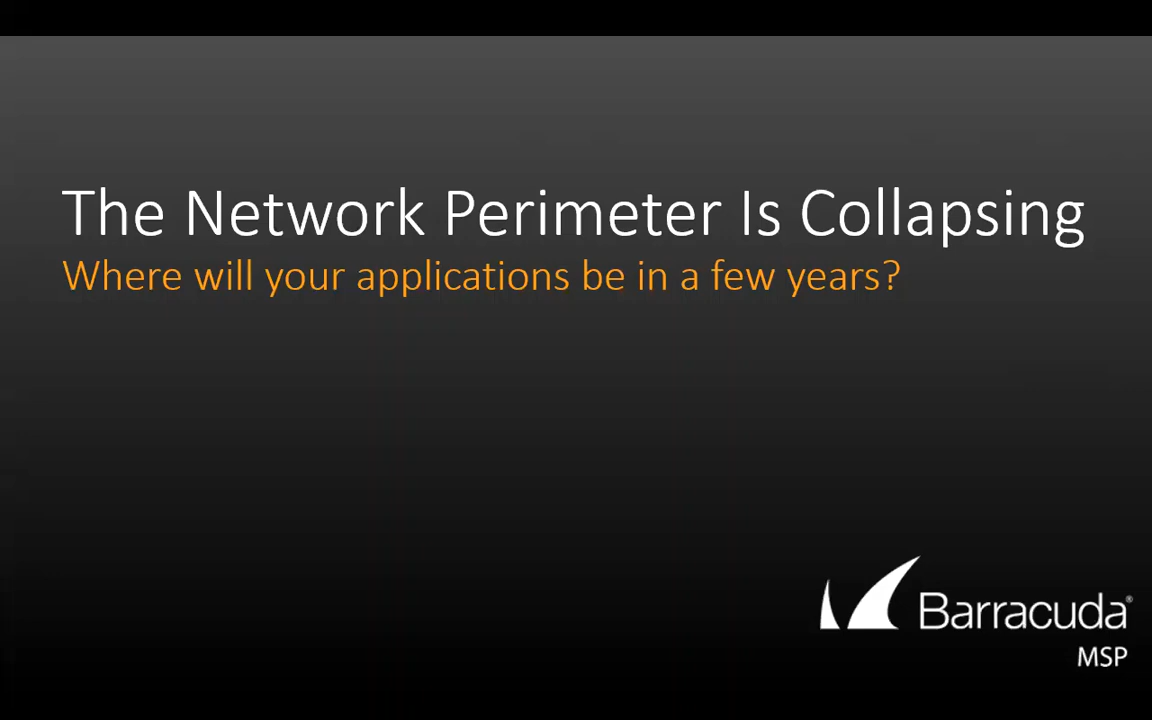 The Network Perimeter Is Collapsing
Where will your applications be in a few years?
Barracuda®
MSP